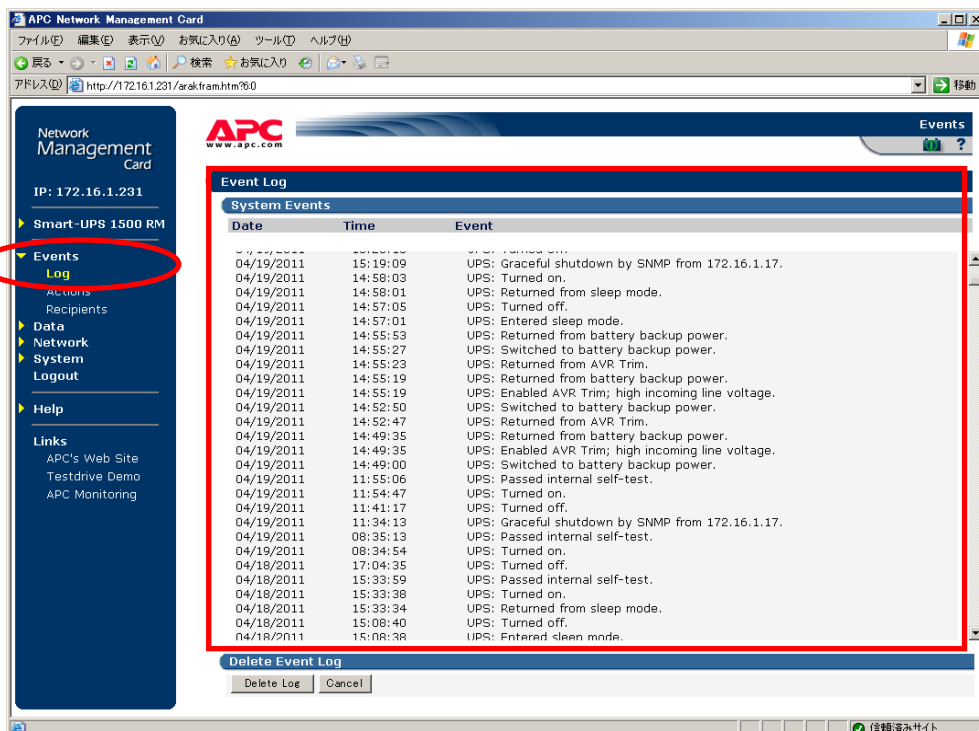 APC Network Management Card
ファイル(F) 編集(E) 表示(V) お気に入り(A) ツール(T) ヘルプ(H)
戻る 検索 お気に入り
アドレス(D) http://172.16.1.231/arakfram.htm?6:0 移動
Network
Management
Card
IP: 172.16.1.231
Smart-UPS 1500 RM
Events
Log
Actions
Recipients
Data
Network
System
Logout
Help
Links
APC's Web Site
Testdrive Demo
APC Monitoring
APC
www.apc.com
Events
?
Event Log
System Events
Date Time Event
04/19/2011 15:19:09 UPS: Graceful shutdown by SNMP from 172.16.1.17.
04/19/2011 14:58:03 UPS: Turned on.
04/19/2011 14:58:01 UPS: Returned from sleep mode.
04/19/2011 14:57:05 UPS: Turned off.
04/19/2011 14:57:01 UPS: Entered sleep mode.
04/19/2011 14:55:53 UPS: Returned from battery backup power.
04/19/2011 14:55:27 UPS: Switched to battery backup power.
04/19/2011 14:55:23 UPS: Returned from AVR Trim.
04/19/2011 14:55:19 UPS: Returned from battery backup power.
04/19/2011 14:55:19 UPS: Enabled AVR Trim; high incoming line voltage.
04/19/2011 14:52:50 UPS: Switched to battery backup power.
04/19/2011 14:52:47 UPS: Returned from AVR Trim.
04/19/2011 14:49:35 UPS: Returned from battery backup power.
04/19/2011 14:49:35 UPS: Enabled AVR Trim; high incoming line voltage.
04/19/2011 14:49:00 UPS: Switched to battery backup power.
04/19/2011 11:55:06 UPS: Passed internal self-test.
04/19/2011 11:54:47 UPS: Turned on.
04/19/2011 11:41:17 UPS: Turned off.
04/19/2011 11:34:13 UPS: Graceful shutdown by SNMP from 172.16.1.17.
04/19/2011 08:35:13 UPS: Passed internal self-test.
04/19/2011 08:34:54 UPS: Turned on.
04/18/2011 17:04:35 UPS: Turned off.
04/18/2011 15:33:59 UPS: Passed internal self-test.
04/18/2011 15:33:38 UPS: Turned on.
04/18/2011 15:33:34 UPS: Returned from sleep mode.
04/18/2011 15:08:40 UPS: Turned off.
04/18/2011 15:08:38 UPS: Entered sleep mode.
Delete Event Log
Delete Log Cancel
信頼済みサイト